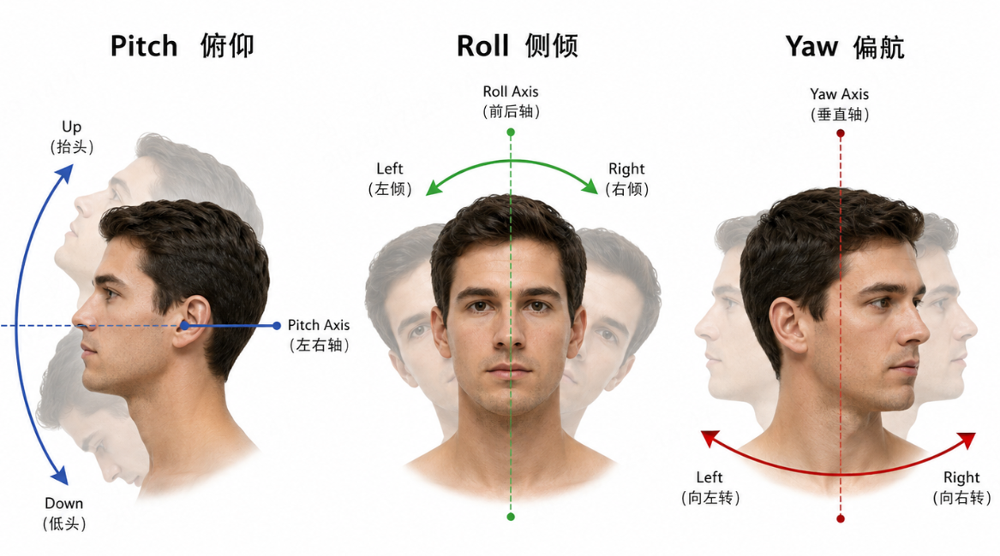 Pitch 俯仰
Up
(抬头)
Pitch Axis
(左右轴)
Down
(低头)
Roll 侧倾
Roll Axis
(前后轴)
Left
(左倾)
Right
(右倾)
Yaw 偏航
Yaw Axis
(垂直轴)
Left
(向左转)
Right
(向右转)